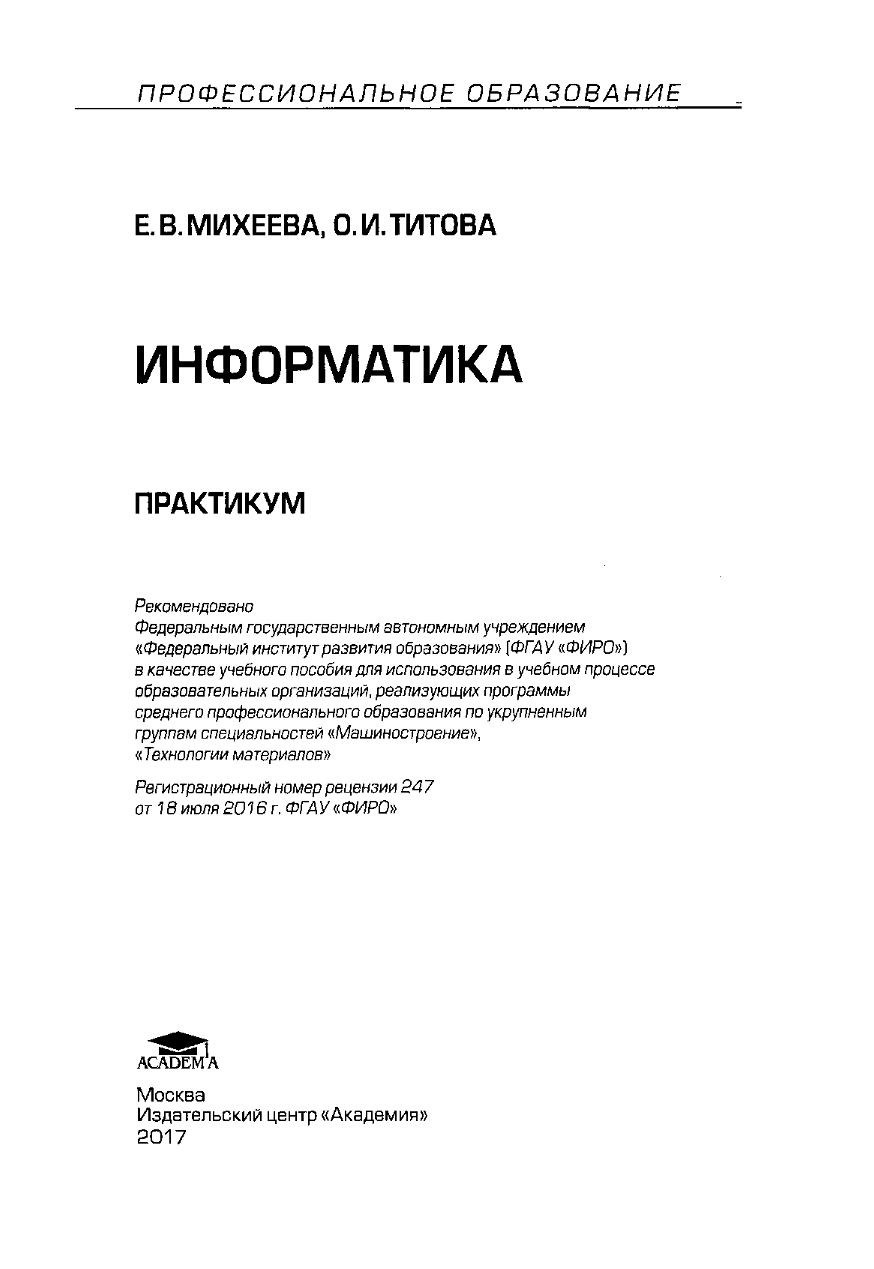 ПРОФЕССИОНАЛЬНОЕ ОБРАЗОВАНИЕ
Е. В. МИХЕЕВА, О. И. ТИТОВА
ИНФОРМАТИКА
ПРАКТИКУМ
Рекомендовано
Федеральным государственным автономным учреждением
«Федеральный институт развития образования» (ФГАУ «ФИРО»)
в качестве учебного пособия для использования в учебном процессе
образовательных организаций, реализующих программы
среднего профессионального образования по укрупненным
группам специальностей «Машиностроение»,
«Технологии материалов»
Регистрационный номер рецензии 247
от 18 июля 2016 г. ФГАУ «ФИРО»
ACADEMA
Москва
Издательский центр «Академия»
2017